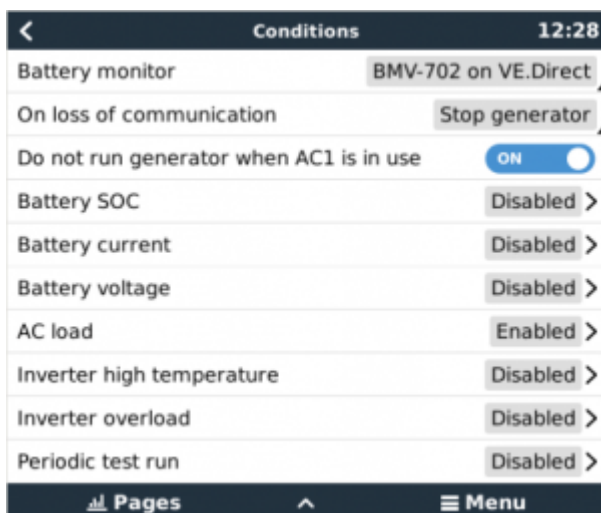 Conditions 12:28
Battery monitor BMV-702 on VE.Direct
On loss of communication Stop generator
Do not run generator when AC1 is in use ON
Battery SOC Disabled
Battery current Disabled
Battery voltage Disabled
AC load Enabled
Inverter high temperature Disabled
Inverter overload Disabled
Periodic test run Disabled
Pages Menu